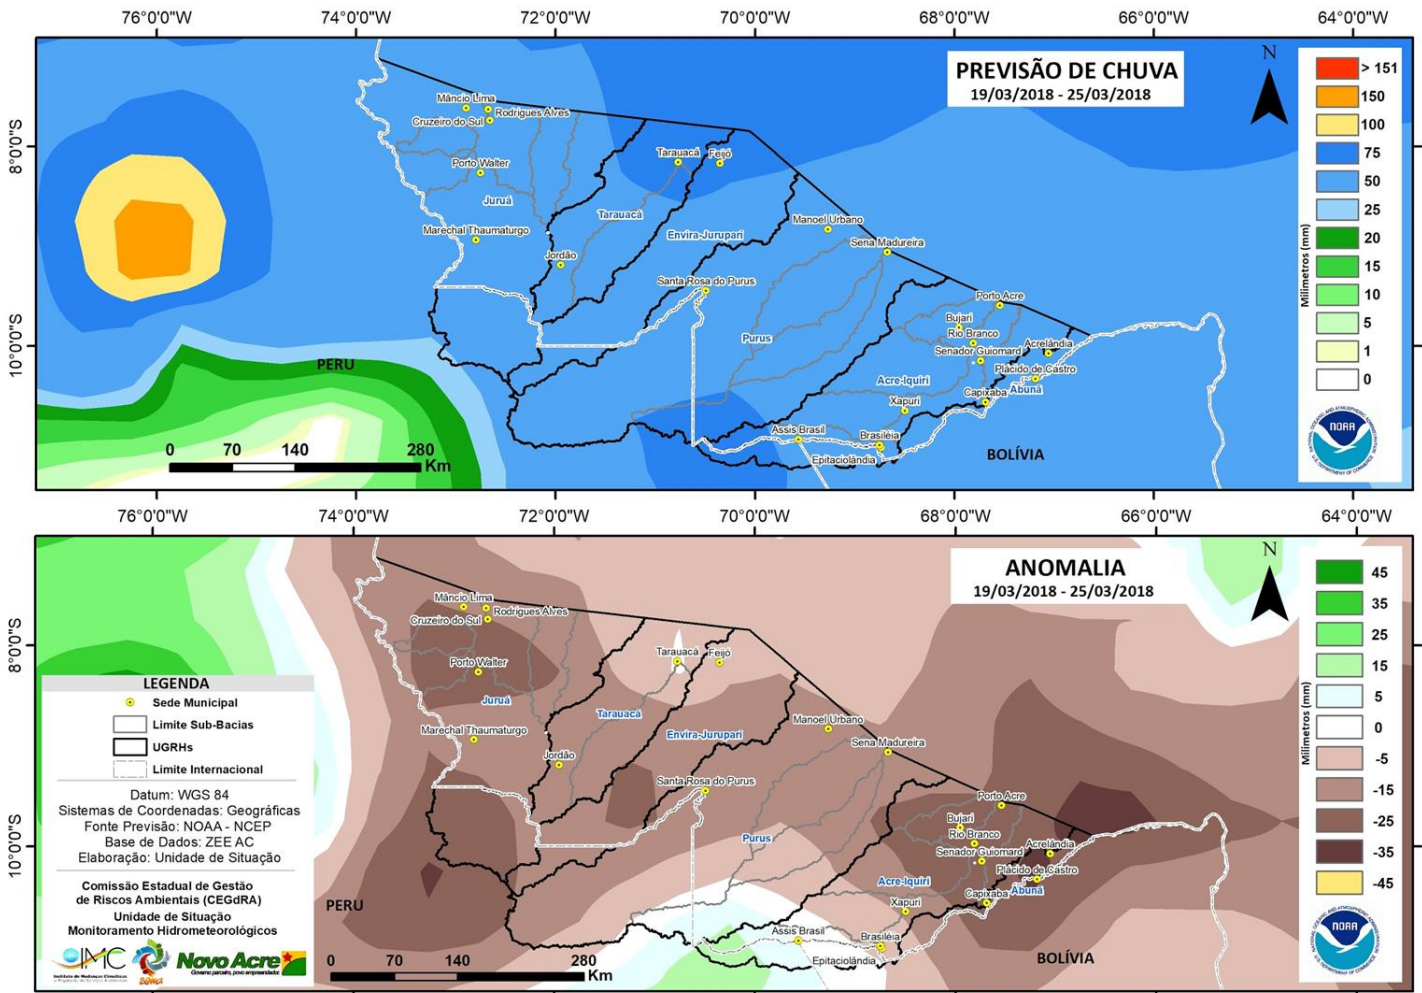 76°0'0"W 74°0'0"W 72°0'0"W 70°0'0"W 68°0'0"W 66°0'0"W 64°0'0"W
PREVISÃO DE CHUVA
19/03/2018 - 25/03/2018
N
> 151
150
100
75
50
25
20
15
10
5
1
0
Milímetros (mm)
8°0'0"S
10°0'0"S
Mâncio Lima
Rodrigues Alves
Cruzeiro do Sul
Tarauacá
Feijó
Porto Walter
Juruá
Tarauacá
Manoel Urbano
Marechal Thaumaturgo
Envira-Jurupari
Sena Madureira
Jordão
Santa Rosa do Purus
Porto Acre
Bujari
Rio Branco
Purus
Acrelândia
Senador Guiomard
PERU
Plácido de Castro
Acre-Iquiri
Abunã
Capixaba
Xapuri
Assis Brasil
Brasiléia
Epitaciolândia
BOLÍVIA
0 70 140 280
Km
NOAA
76°0'0"W 74°0'0"W 72°0'0"W 70°0'0"W 68°0'0"W 66°0'0"W 64°0'0"W
ANOMALIA
19/03/2018 - 25/03/2018
N
45
35
25
15
5
0
-5
-15
-25
-35
-45
Milímetros (mm)
8°0'0"S
10°0'0"S
Mâncio Lima
Rodrigues Alves
Cruzeiro do Sul
Tarauacá
Feijó
Porto Walter
Juruá
Tarauacá
Manoel Urbano
Marechal Thaumaturgo
Envira-Jurupari
Sena Madureira
Jordão
Santa Rosa do Purus
Porto Acre
Bujari
Rio Branco
Purus
Acrelândia
Senador Guiomard
Plácido de Castro
Acre-Iquiri
Abunã
Capixaba
PERU
Xapuri
Assis Brasil
Brasiléia
Epitaciolândia
BOLÍVIA
0 70 140 280
Km
NOAA
LEGENDA
Sede Municipal
Limite Sub-Bacias
UGRHs
Limite Internacional
Datum: WGS 84
Sistemas de Coordenadas: Geográficas
Fonte Previsão: NOAA - NCEP
Base de Dados: ZEE AC
Elaboração: Unidade de Situação
Comissão Estadual de Gestão
de Riscos Ambientais (CEGdRA)
Unidade de Situação
Monitoramento Hidrometeorológicos
IMC
Novo Acre
Governo parceiro, povo empreendedor.